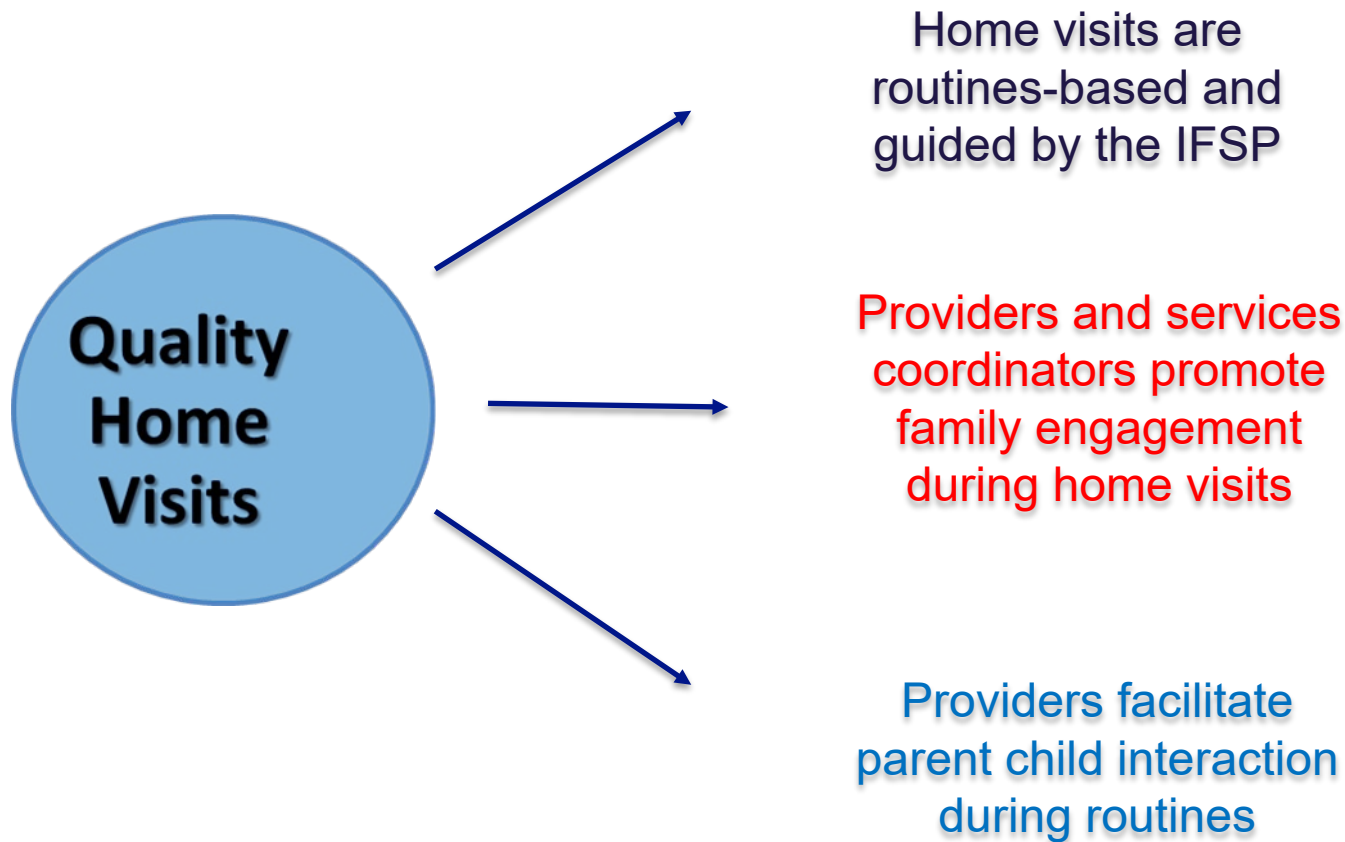 Quality
Home
Visits
Home visits are
routines-based and
guided by the IFSP
Providers and services
coordinators promote
family engagement
during home visits
Providers facilitate
parent child interaction
during routines